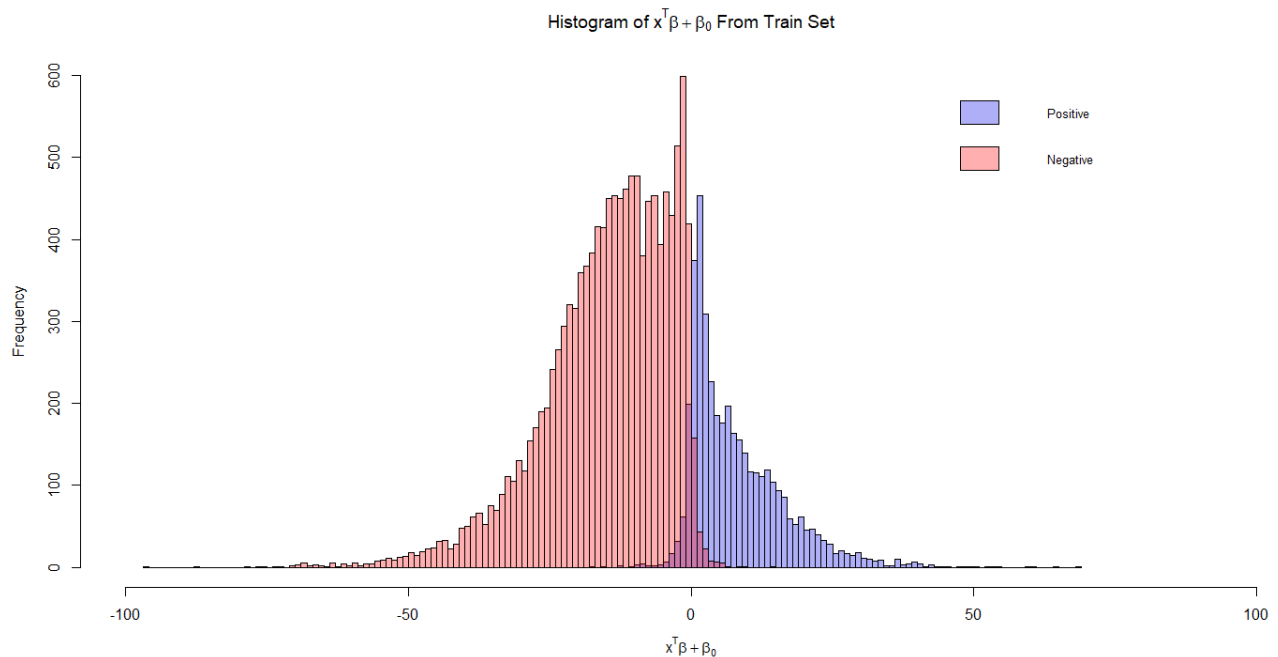 Histogram of xᵀβ + β₀ From Train Set
600
500
400
300
200
100
0
Frequency
Positive
Negative
-100
-50
0
50
100
xᵀβ + β₀